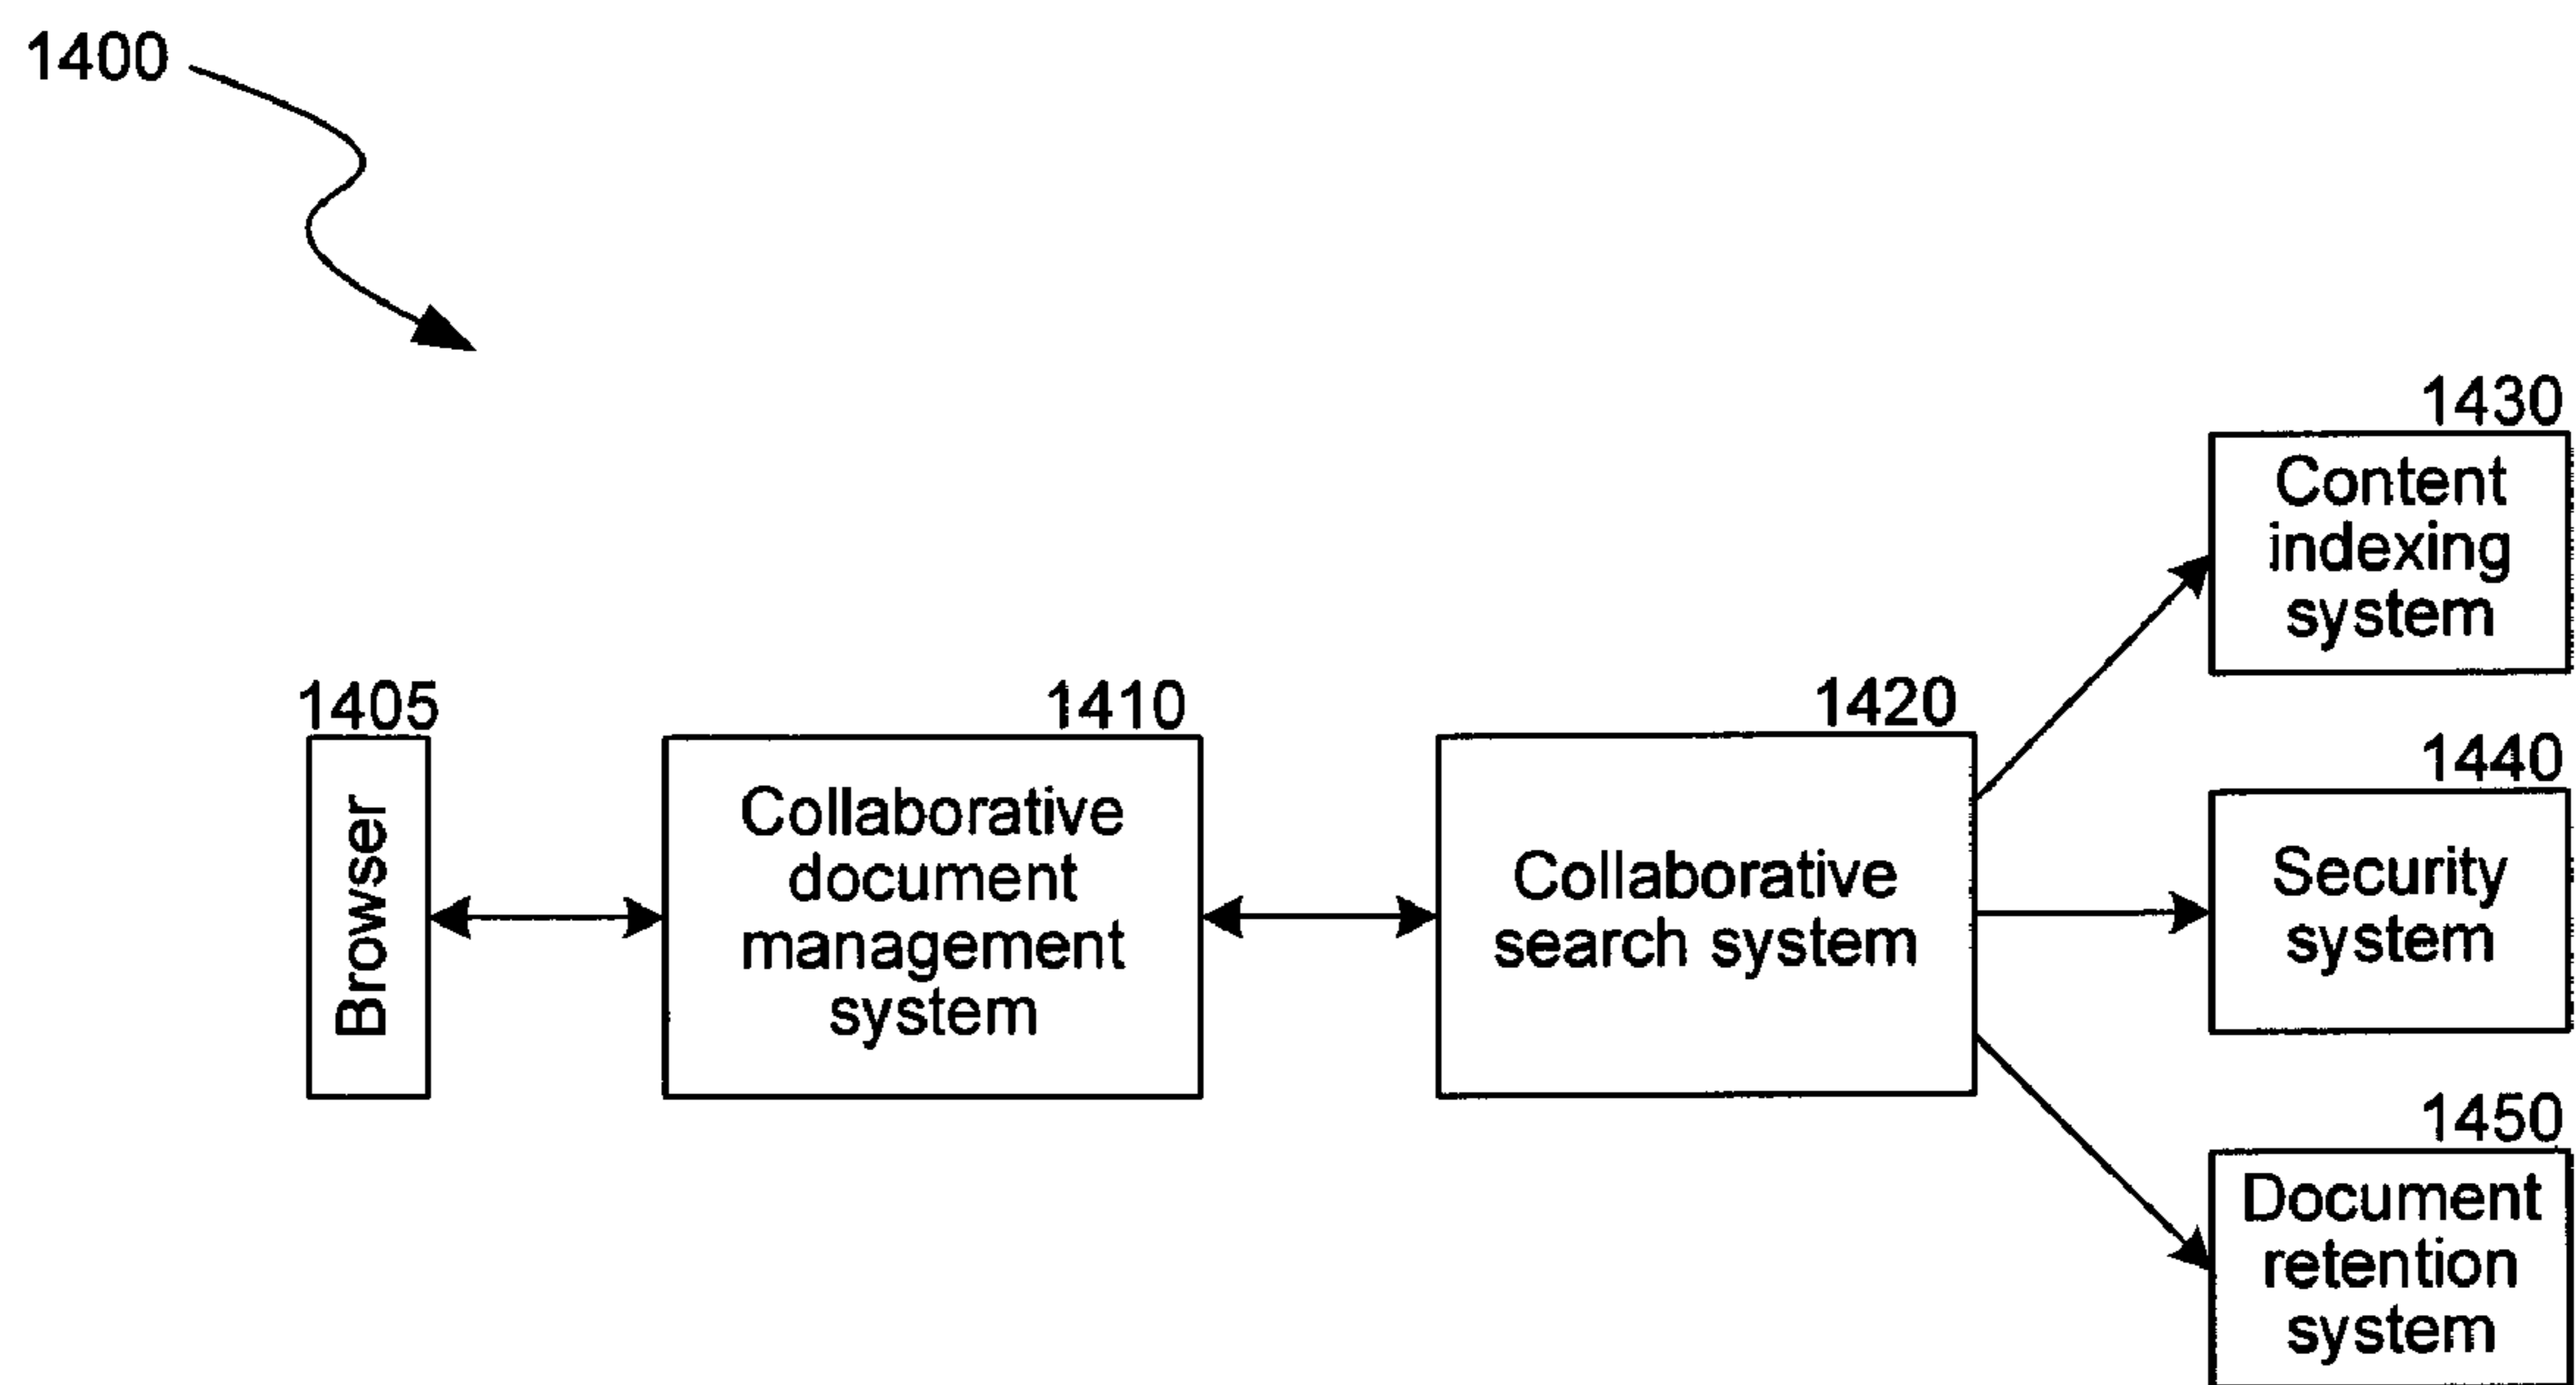 1400
1405
Browser
1410
Collaborative
document
management
system
1420
Collaborative
search system
1430
Content
indexing
system
1440
Security
system
1450
Document
retention
system